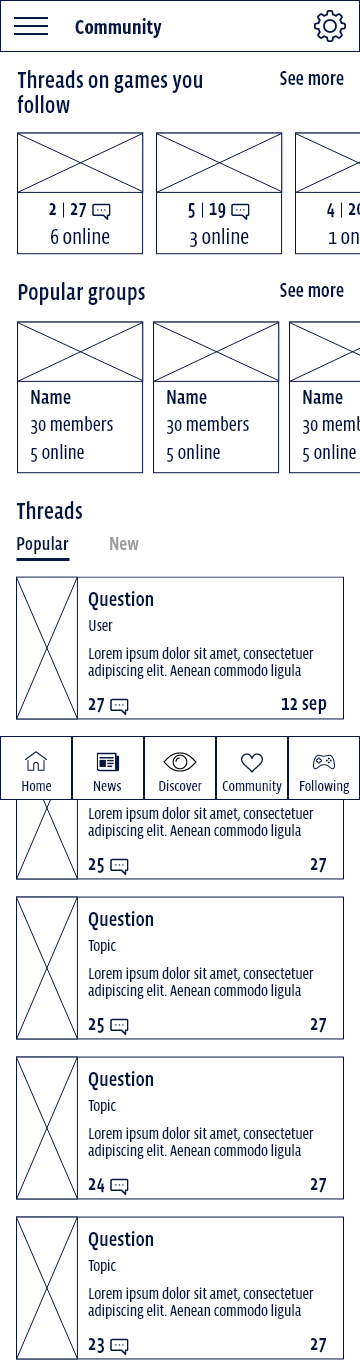 Community
Threads on games you
follow
See more
2 | 27
5 | 19
4 | 2
6 online
3 online
1 on
Popular groups
See more
Name
Name
Name
30 members
30 members
30 memb
5 online
5 online
5 online
Threads
Popular
New
Question
User
Lorem ipsum dolor sit amet, consectetuer
adipiscing elit. Aenean commodo ligula
27
12 sep
Home
News
Discover
Community
Following
Lorem ipsum dolor sit amet, consectetuer
adipiscing elit. Aenean commodo ligula
25
27
Question
Topic
Lorem ipsum dolor sit amet, consectetuer
adipiscing elit. Aenean commodo ligula
25
27
Question
Topic
Lorem ipsum dolor sit amet, consectetuer
adipiscing elit. Aenean commodo ligula
24
27
Question
Topic
Lorem ipsum dolor sit amet, consectetuer
adipiscing elit. Aenean commodo ligula
23
27